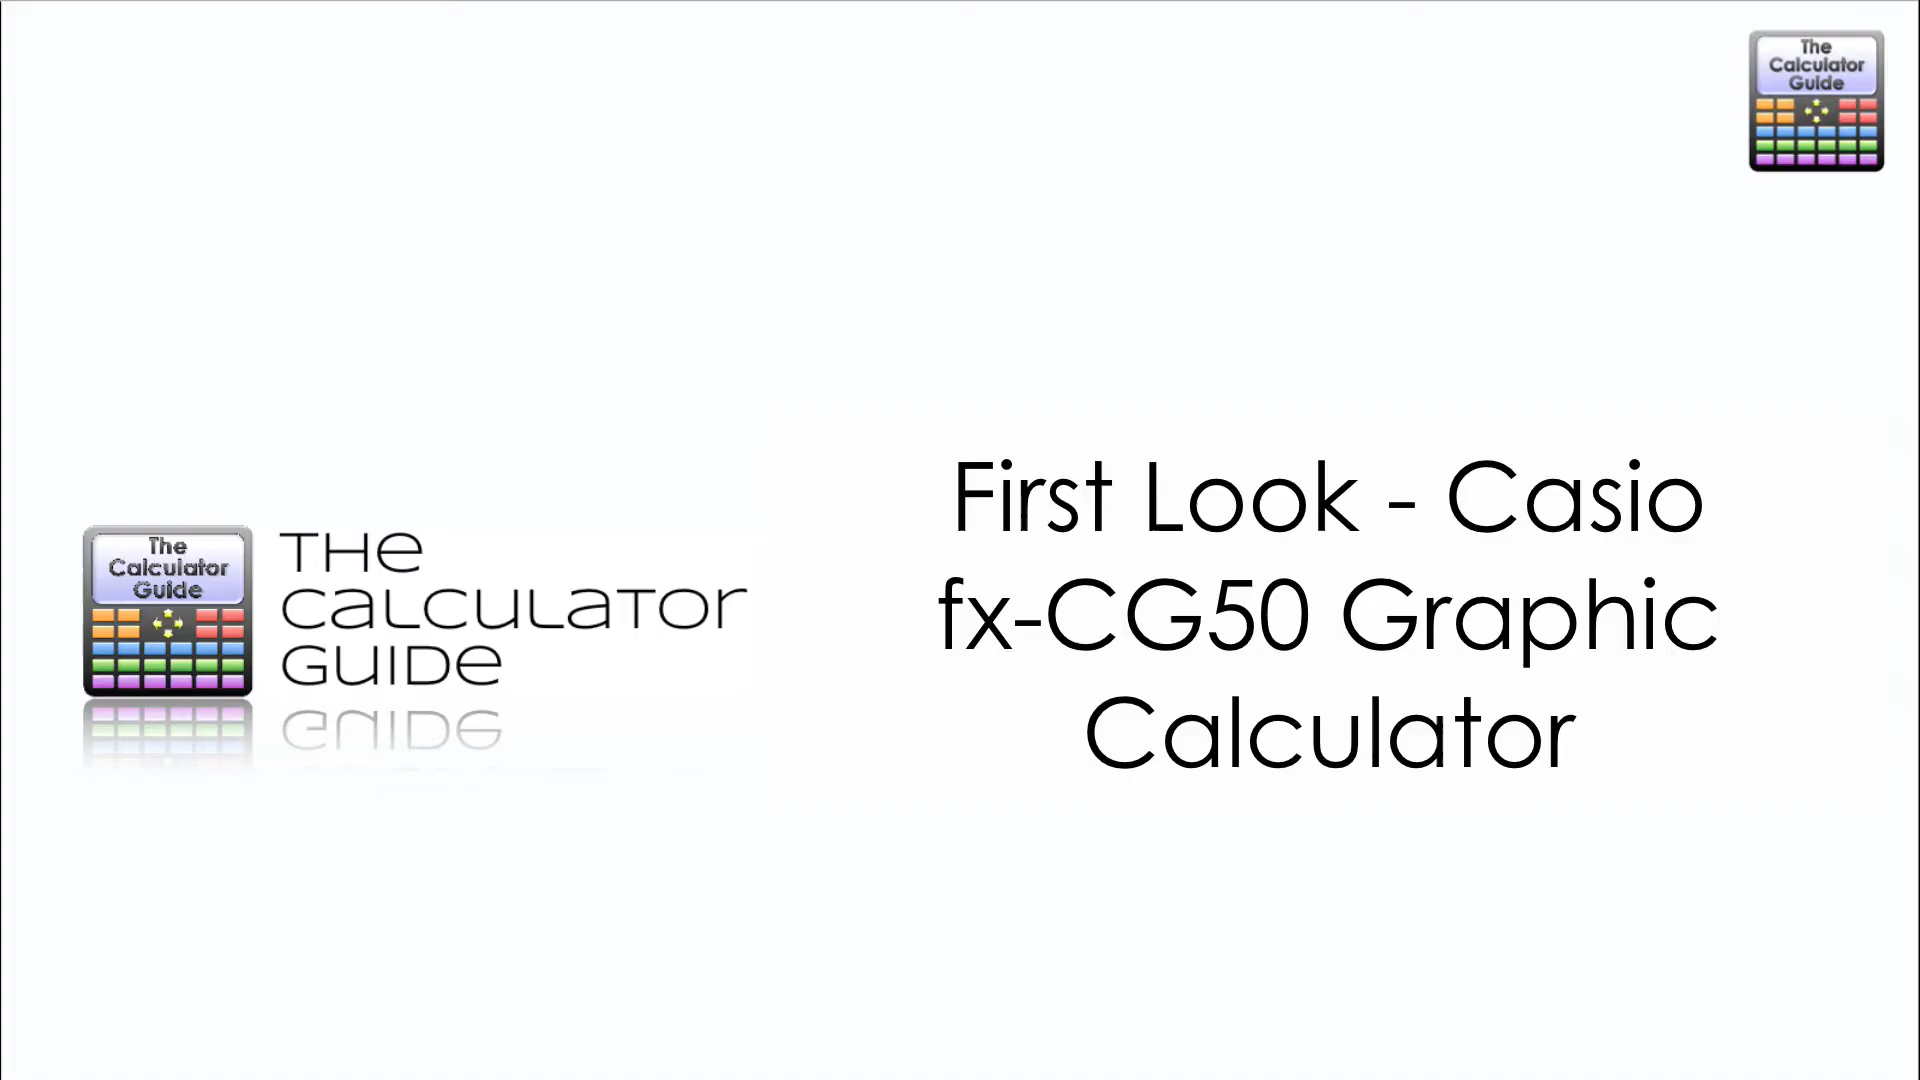 The
Calculator
Guide
The
Calculator
Guide
THE
CALCULATOR
GUIDE
First Look - Casio
fx-CG50 Graphic
Calculator